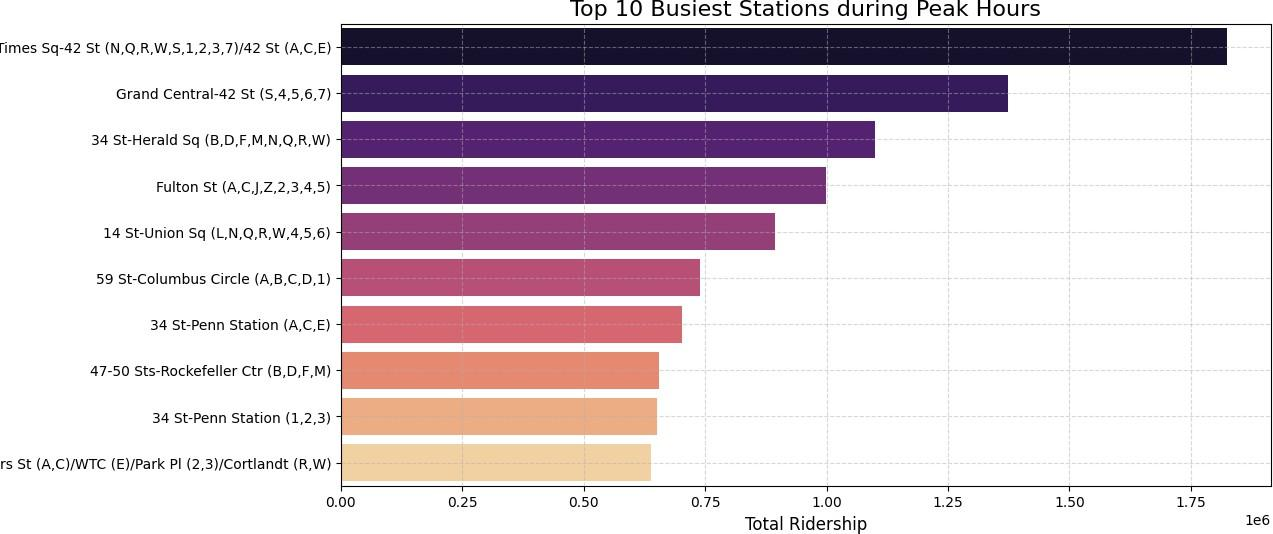 Top 10 Busiest Stations during Peak Hours
Times Sq-42 St (N,Q,R,W,S,1,2,3,7)/42 St (A,C,E)
Grand Central-42 St (S,4,5,6,7)
34 St-Herald Sq (B,D,F,M,N,Q,R,W)
Fulton St (A,C,J,Z,2,3,4,5)
14 St-Union Sq (L,N,Q,R,W,4,5,6)
59 St-Columbus Circle (A,B,C,D,1)
34 St-Penn Station (A,C,E)
47-50 Sts-Rockefeller Ctr (B,D,F,M)
34 St-Penn Station (1,2,3)
rs St (A,C)/WTC (E)/Park Pl (2,3)/Cortlandt (R,W)
0.00 0.25 0.50 0.75 1.00 1.25 1.50 1.75
1e6
Total Ridership